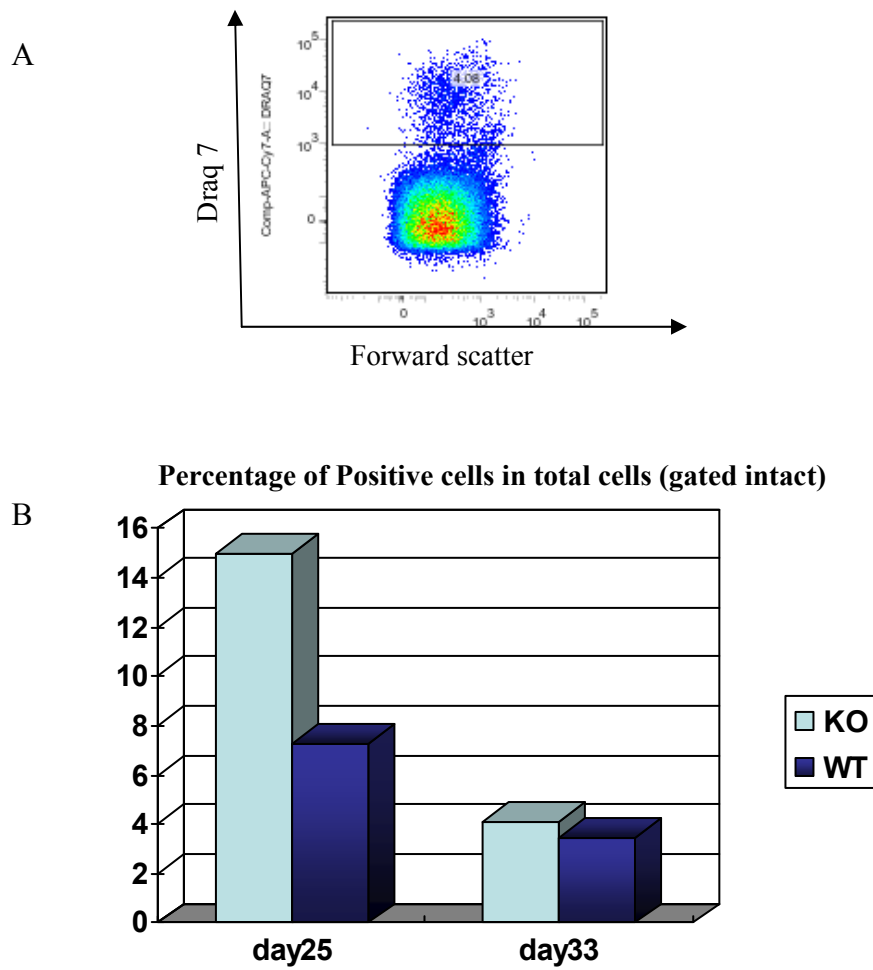 A
Draq 7
Comp-APC-Cy7-A:: DRAQ7
10^5
10^4
10^3
0
4.08
0
10^3
10^4
10^5
Forward scatter
Percentage of Positive cells in total cells (gated intact)
B
16
14
12
10
8
6
4
2
0
day25
day33
KO
WT